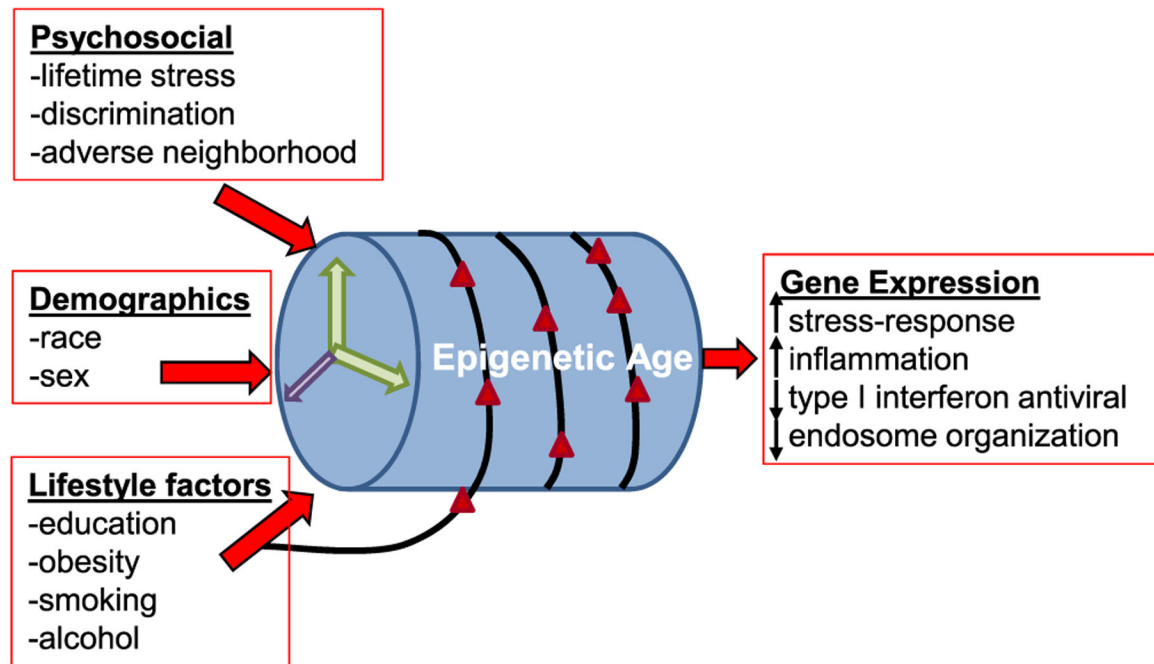 Psychosocial
-lifetime stress
-discrimination
-adverse neighborhood
Demographics
-race
-sex
Lifestyle factors
-education
-obesity
-smoking
-alcohol
Epigenetic Age
Gene Expression
stress-response
inflammation
type I interferon antiviral
endosome organization